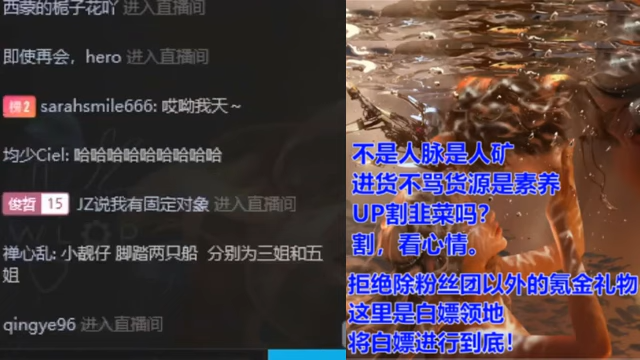 西蒙的栀子花吖 进入直播间
即使再会，hero 进入直播间
榜2 sarahsmile666: 哎呦我天~
均少Ciel: 哈哈哈哈哈哈哈哈哈
俊哲 15 JZ说我有固定对象 进入直播间
禅心乱: 小靓仔 脚踏两只船 分别为三姐和五
姐
qingye96 进入直播间
不是人脉是人矿
进货不骂货源是素养
UP割韭菜吗?
割，看心情。
拒绝除粉丝团以外的氪金礼物
这里是白嫖领地
将白嫖进行到底！